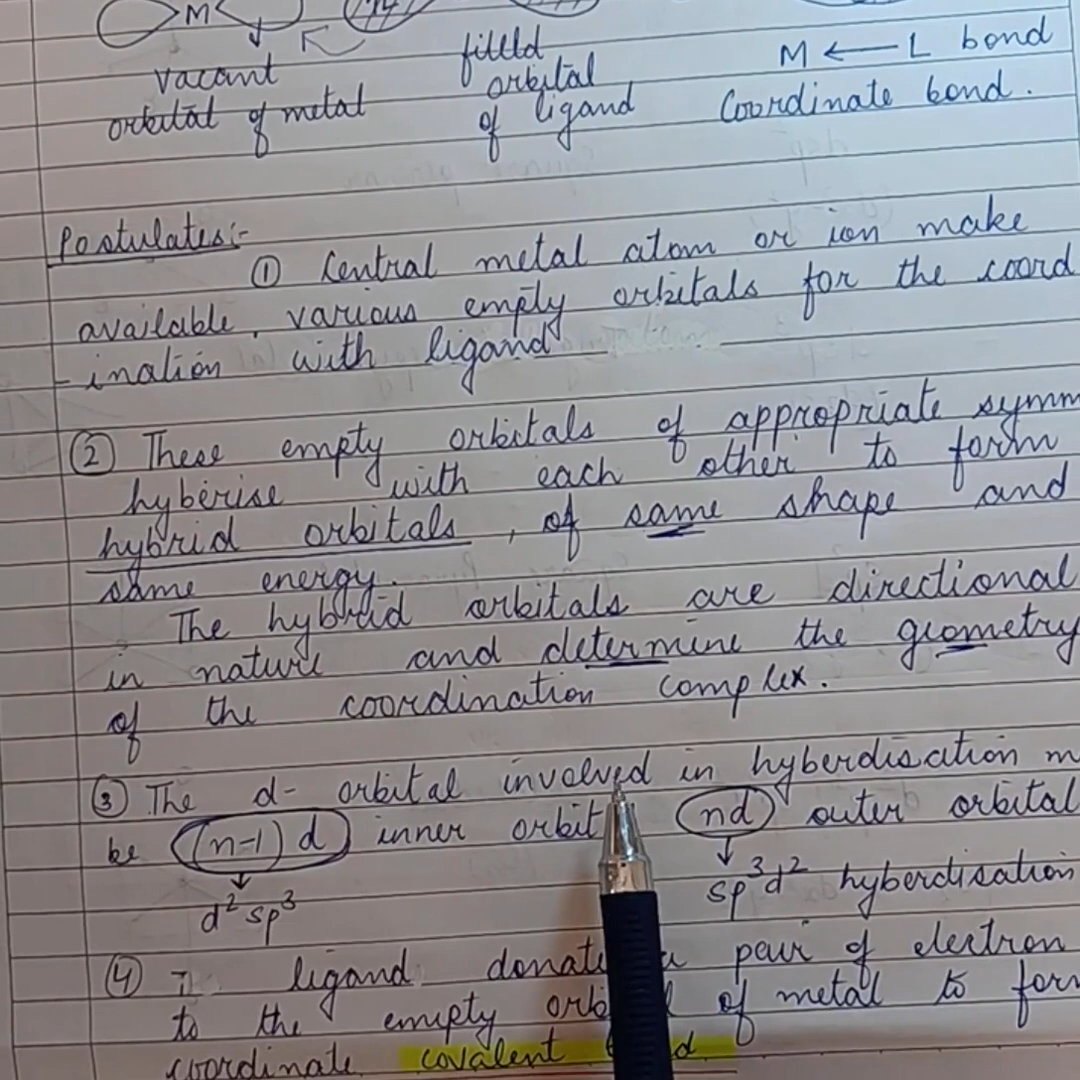 M
vacant
orbital of metal
filled
orbital
of ligand
M ← L bond
Coordinate bond.
Postulates:-
① Central metal atom or ion make
available, various empty orbitals for the coord
-ination with ligand
② These empty orbitals of appropriate symm
hyberise with each other to form
hybrid orbitals, of same shape and
same energy.
The hybrid orbitals are directional
in nature and determine the geometry
of the coordination complex.
③ The d- orbital involved in hyberdisation m
be (n-1) d inner orbit nd outer orbital
d²sp³ sp³d² hyberdisation
④ ligand donate a pair of electron
to the empty of metal to for
coordinate covalent